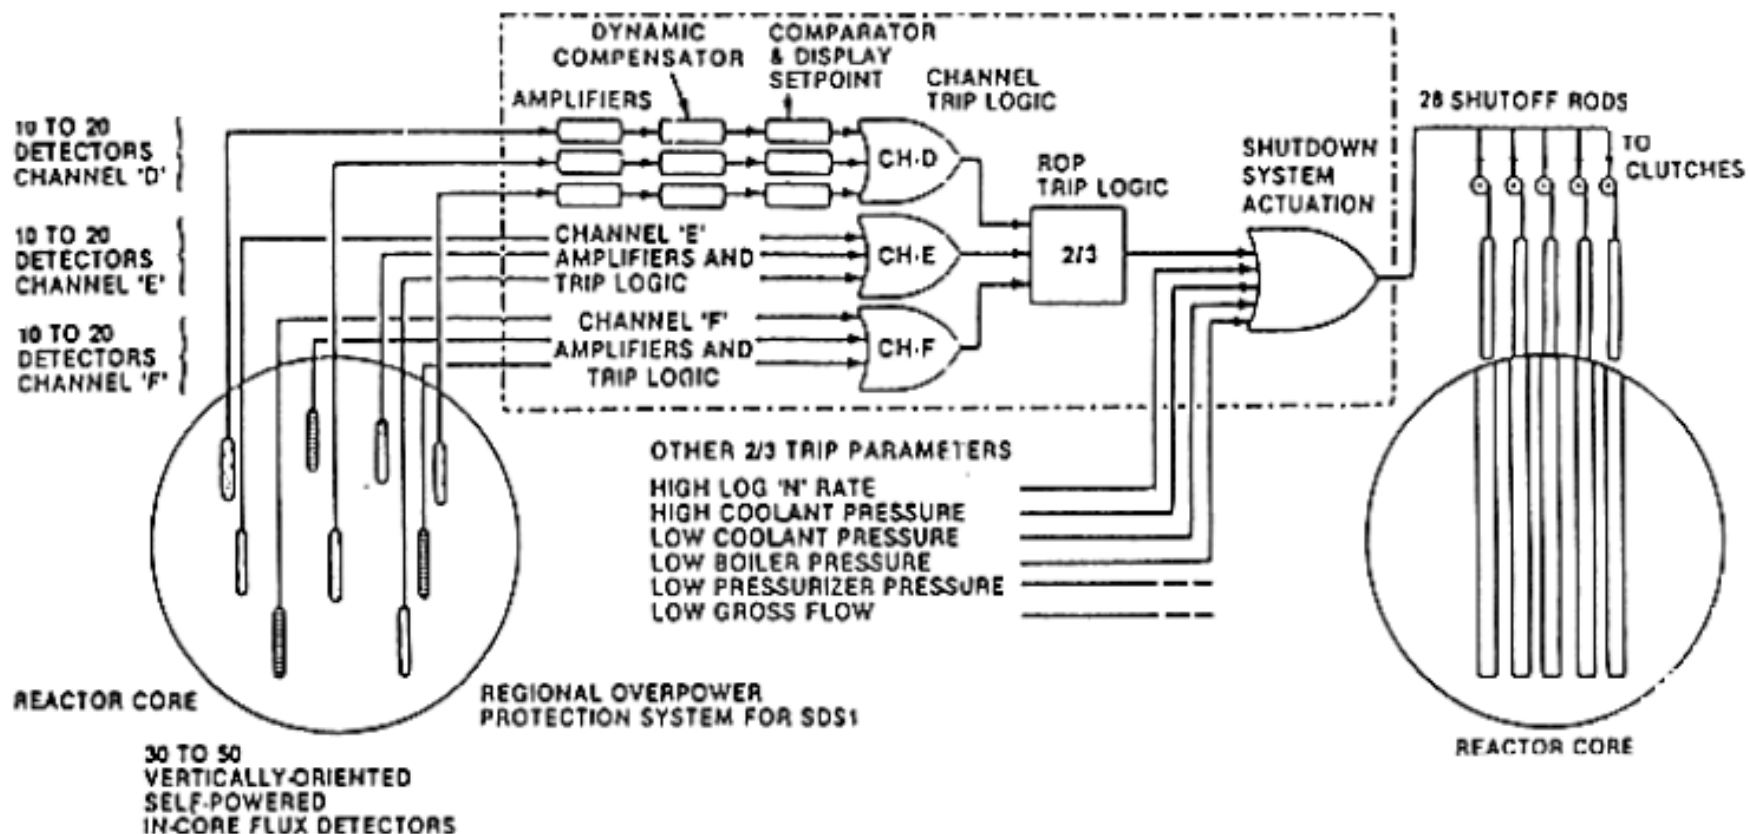 DYNAMIC
COMPENSATOR
COMPARATOR
& DISPLAY
SETPOINT
AMPLIFIERS
CHANNEL
TRIP LOGIC
10 TO 20
DETECTORS
CHANNEL 'D'
CH-D
10 TO 20
DETECTORS
CHANNEL 'E'
CHANNEL 'E'
AMPLIFIERS AND
TRIP LOGIC
CH-E
10 TO 20
DETECTORS
CHANNEL 'F'
CHANNEL 'F'
AMPLIFIERS AND
TRIP LOGIC
CH-F
ROP
TRIP LOGIC
2/3
SHUTDOWN
SYSTEM
ACTUATION
28 SHUTOFF RODS
TO
CLUTCHES
OTHER 2/3 TRIP PARAMETERS
HIGH LOG 'N' RATE
HIGH COOLANT PRESSURE
LOW COOLANT PRESSURE
LOW BOILER PRESSURE
LOW PRESSURIZER PRESSURE
LOW GROSS FLOW
REACTOR CORE
REGIONAL OVERPOWER
PROTECTION SYSTEM FOR SDS1
30 TO 50
VERTICALLY-ORIENTED
SELF-POWERED
IN-CORE FLUX DETECTORS
REACTOR CORE